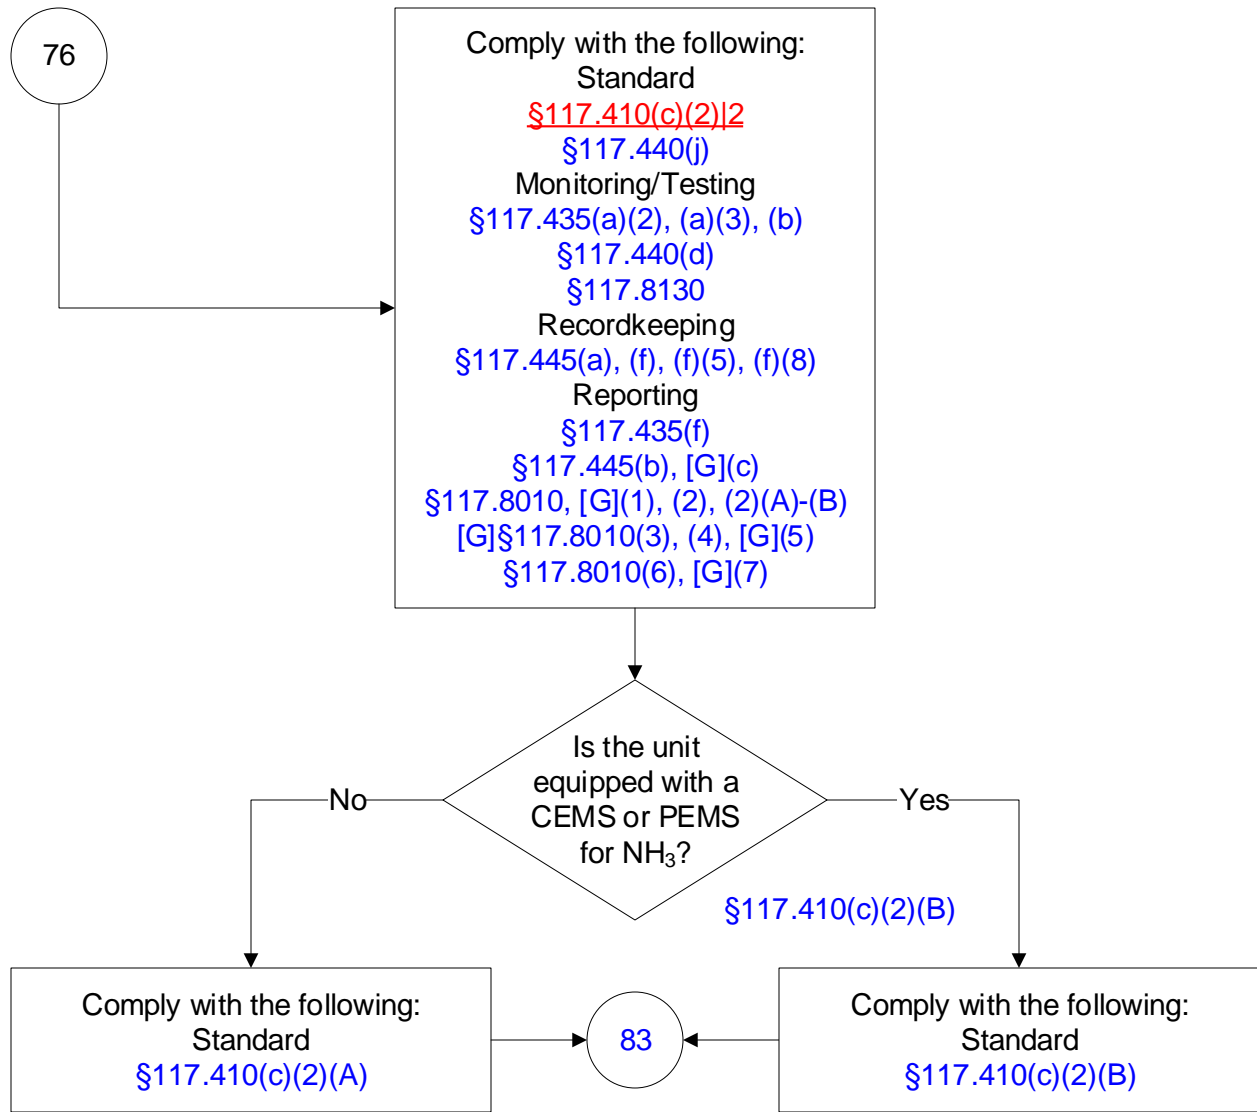 76
Comply with the following:
Standard
§117.410(c)(2)|2
§117.440(j)
Monitoring/Testing
§117.435(a)(2), (a)(3), (b)
§117.440(d)
§117.8130
Recordkeeping
§117.445(a), (f), (f)(5), (f)(8)
Reporting
§117.435(f)
§117.445(b), [G](c)
§117.8010, [G](1), (2), (2)(A)-(B)
[G]§117.8010(3), (4), [G](5)
§117.8010(6), [G](7)
Is the unit
equipped with a
CEMS or PEMS
for NH₃?
No
Yes
§117.410(c)(2)(B)
Comply with the following:
Standard
§117.410(c)(2)(A)
83
Comply with the following:
Standard
§117.410(c)(2)(B)